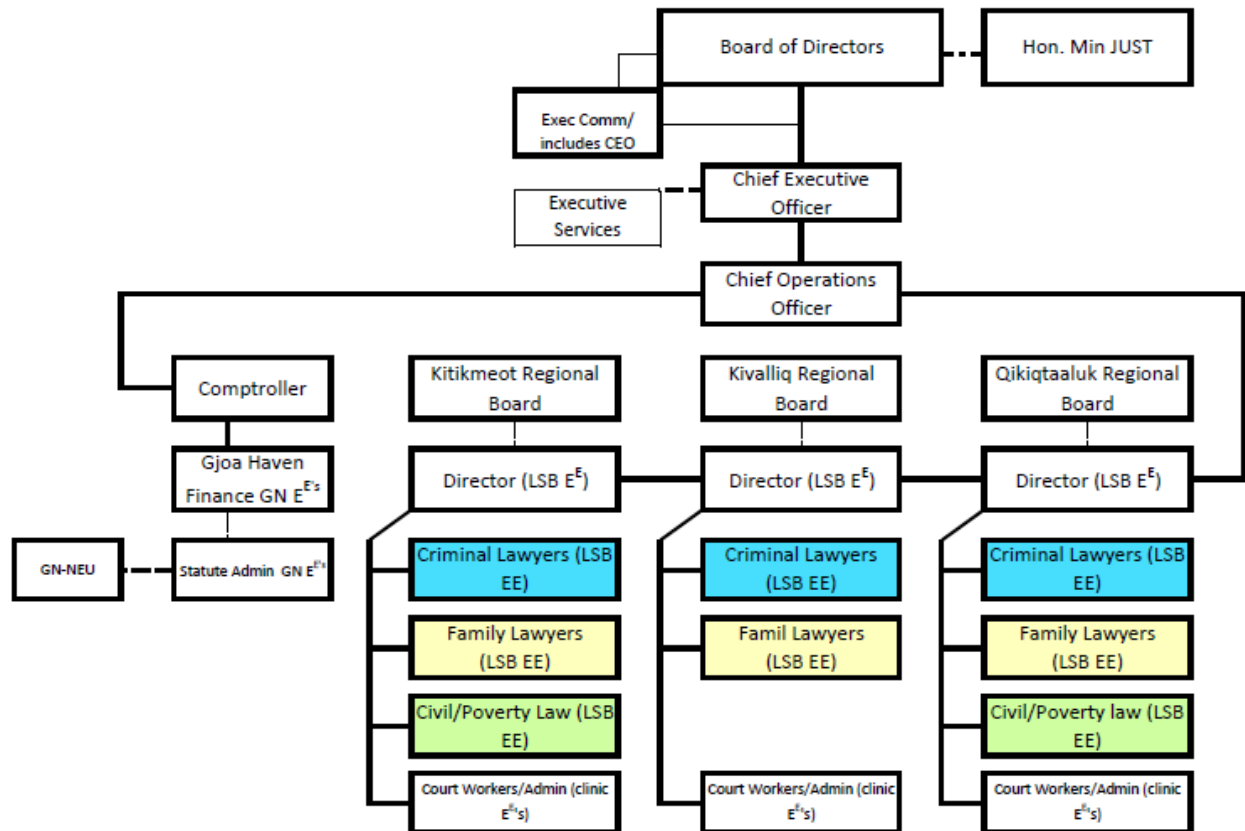 Board of Directors
Hon. Min JUST
Exec Comm/
includes CEO
Chief Executive
Officer
Executive
Services
Chief Operations
Officer
Comptroller
Kitikmeot Regional
Board
Kivalliq Regional
Board
Qikiqtaaluk Regional
Board
Gjoa Haven
Finance GN E^E's
Director (LSB E^E)
Director (LSB E^E)
Director (LSB E^E)
GN-NEU
Statute Admin GN E^E's
Criminal Lawyers (LSB
EE)
Criminal Lawyers
(LSB EE)
Criminal Lawyers (LSB
EE)
Family Lawyers
(LSB EE)
Famil Lawyers
(LSB EE)
Family Lawyers
(LSB EE)
Civil/Poverty Law (LSB
EE)
Civil/Poverty law (LSB
EE)
Court Workers/Admin (clinic
E^E's)
Court Workers/Admin (clinic
E^E's)
Court Workers/Admin (clinic
E^E's)